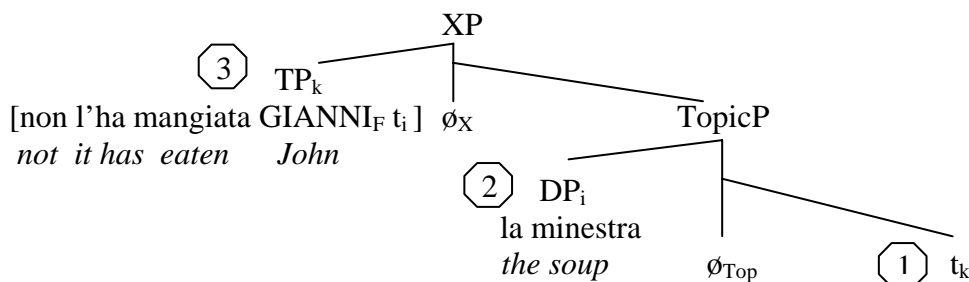 XP
3 TPk
[non l'ha mangiata GIANNIF ti ] øX TopicP
not it has eaten John
2 DPi
la minestra
the soup øTop 1 tk